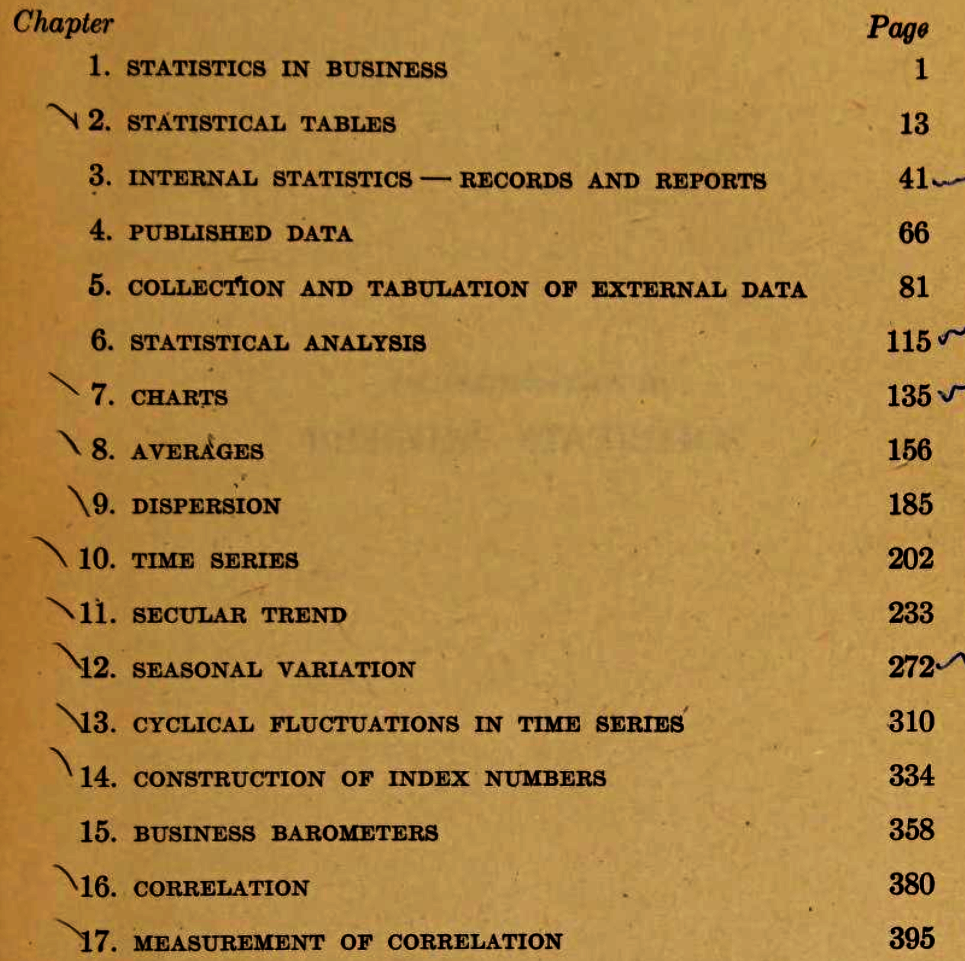 Chapter Page
1. STATISTICS IN BUSINESS 1
2. STATISTICAL TABLES 13
3. INTERNAL STATISTICS — RECORDS AND REPORTS 41
4. PUBLISHED DATA 66
5. COLLECTION AND TABULATION OF EXTERNAL DATA 81
6. STATISTICAL ANALYSIS 115
7. CHARTS 135
8. AVERAGES 156
9. DISPERSION 185
10. TIME SERIES 202
11. SECULAR TREND 233
12. SEASONAL VARIATION 272
13. CYCLICAL FLUCTUATIONS IN TIME SERIES 310
14. CONSTRUCTION OF INDEX NUMBERS 334
15. BUSINESS BAROMETERS 358
16. CORRELATION 380
17. MEASUREMENT OF CORRELATION 395